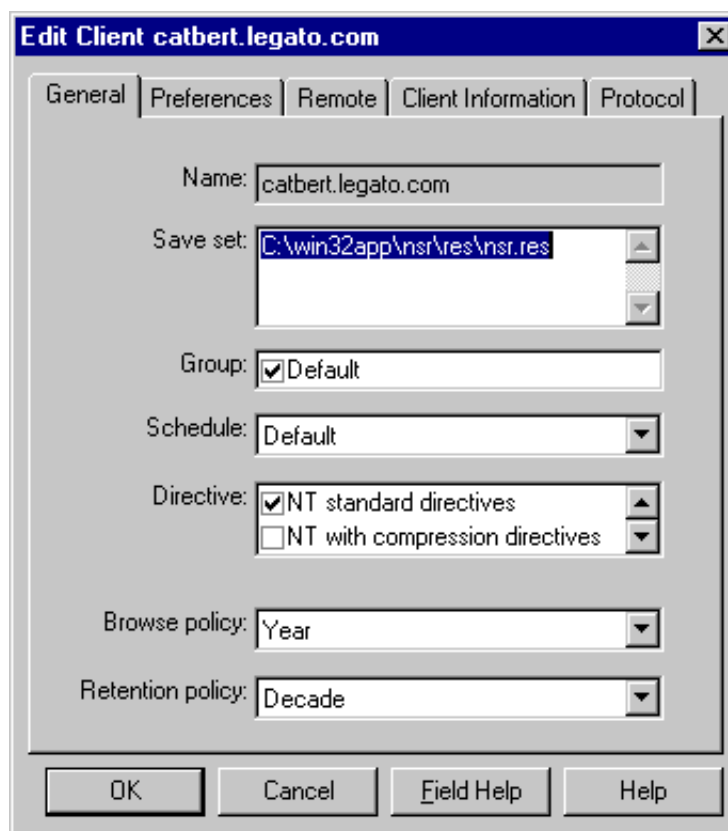 Edit Client catbert.legato.com
General Preferences Remote Client Information Protocol
Name: catbert.legato.com
Save set: C:\win32app\nsr\res\nsr.res
Group: Default
Schedule: Default
Directive: NT standard directives
NT with compression directives
Browse policy: Year
Retention policy: Decade
OK Cancel Field Help Help